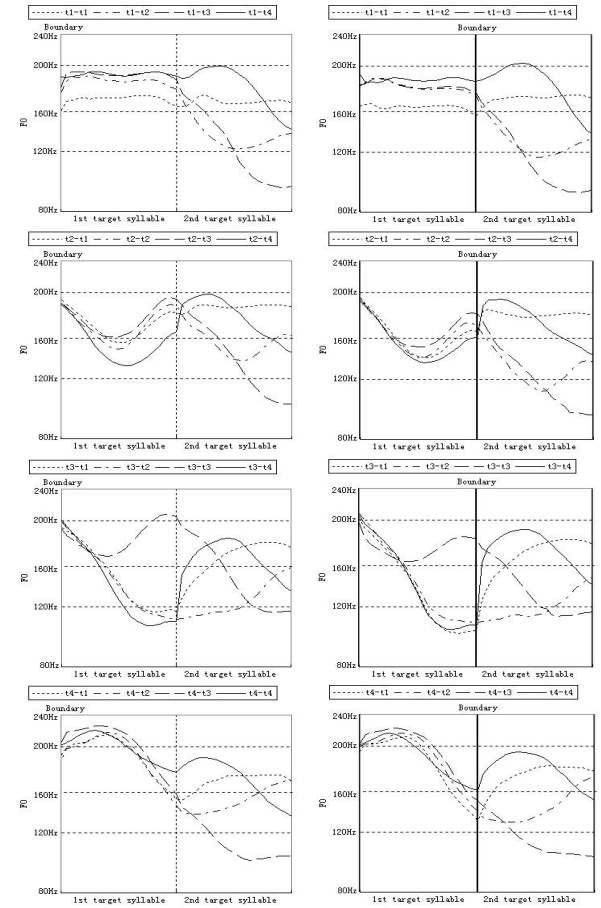 t1-t1 t1-t2 t1-t3 t1-t4
Boundary
240Hz
200Hz
160Hz
120Hz
80Hz
F0
1st target syllable 2nd target syllable
t1-t1 t1-t2 t1-t3 t1-t4
Boundary
240Hz
200Hz
160Hz
120Hz
80Hz
F0
1st target syllable 2nd target syllable
t2-t1 t2-t2 t2-t3 t2-t4
Boundary
240Hz
200Hz
160Hz
120Hz
80Hz
F0
1st target syllable 2nd target syllable
t2-t1 t2-t2 t2-t3 t2-t4
Boundary
240Hz
200Hz
160Hz
120Hz
80Hz
F0
1st target syllable 2nd target syllable
t3-t1 t3-t2 t3-t3 t3-t4
Boundary
240Hz
200Hz
160Hz
120Hz
80Hz
F0
1st target syllable 2nd target syllable
t3-t1 t3-t2 t3-t3 t3-t4
Boundary
240Hz
200Hz
160Hz
120Hz
80Hz
F0
1st target syllable 2nd target syllable
t4-t1 t4-t2 t4-t3 t4-t4
Boundary
240Hz
200Hz
160Hz
120Hz
80Hz
F0
1st target syllable 2nd target syllable
t4-t1 t4-t2 t4-t3 t4-t4
Boundary
240Hz
200Hz
160Hz
120Hz
80Hz
F0
1st target syllable 2nd target syllable